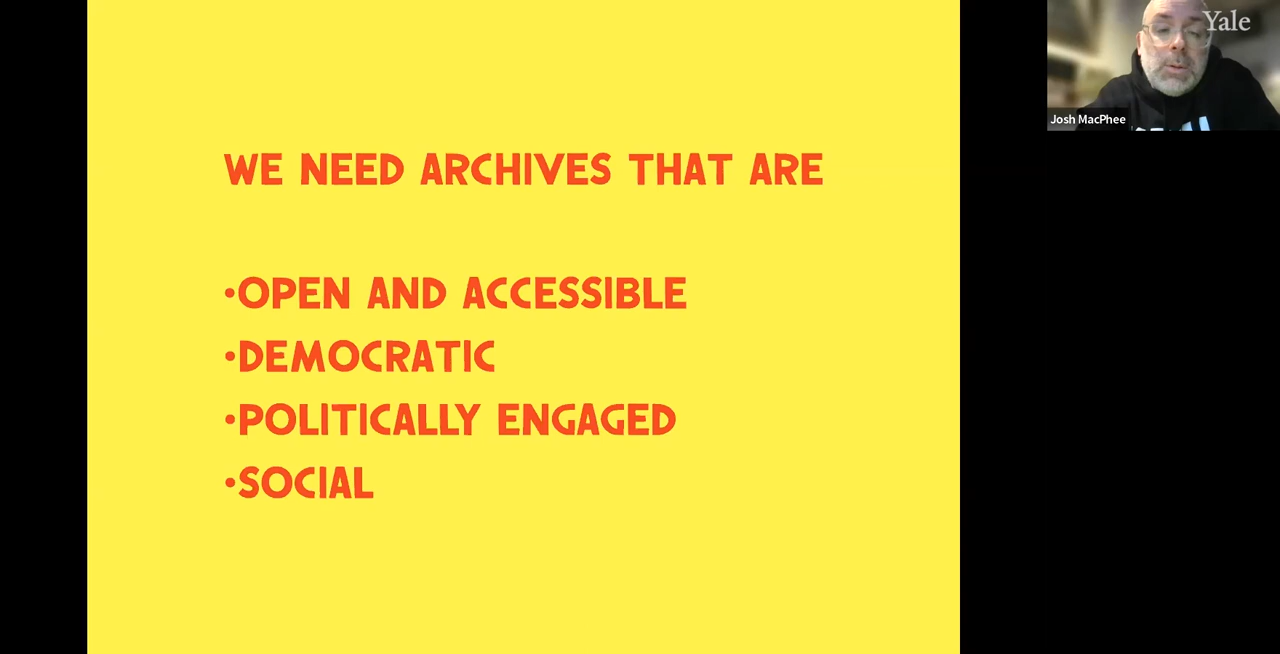 WE NEED ARCHIVES THAT ARE
•OPEN AND ACCESSIBLE
•DEMOCRATIC
•POLITICALLY ENGAGED
•SOCIAL
Yale
Josh MacPhee